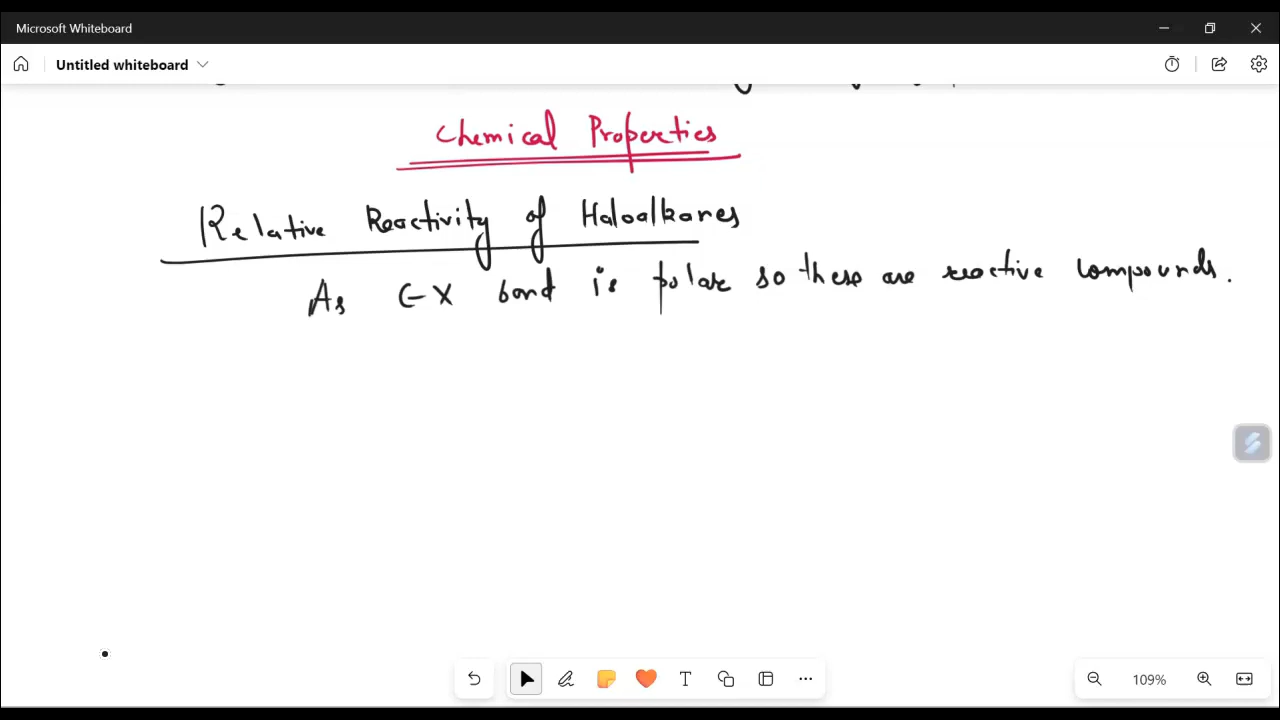 Microsoft Whiteboard
Untitled whiteboard
Chemical Properties
Relative Reactivity of Haloalkanes
As C-X bond is polar so these are reactive compounds.
T
109%